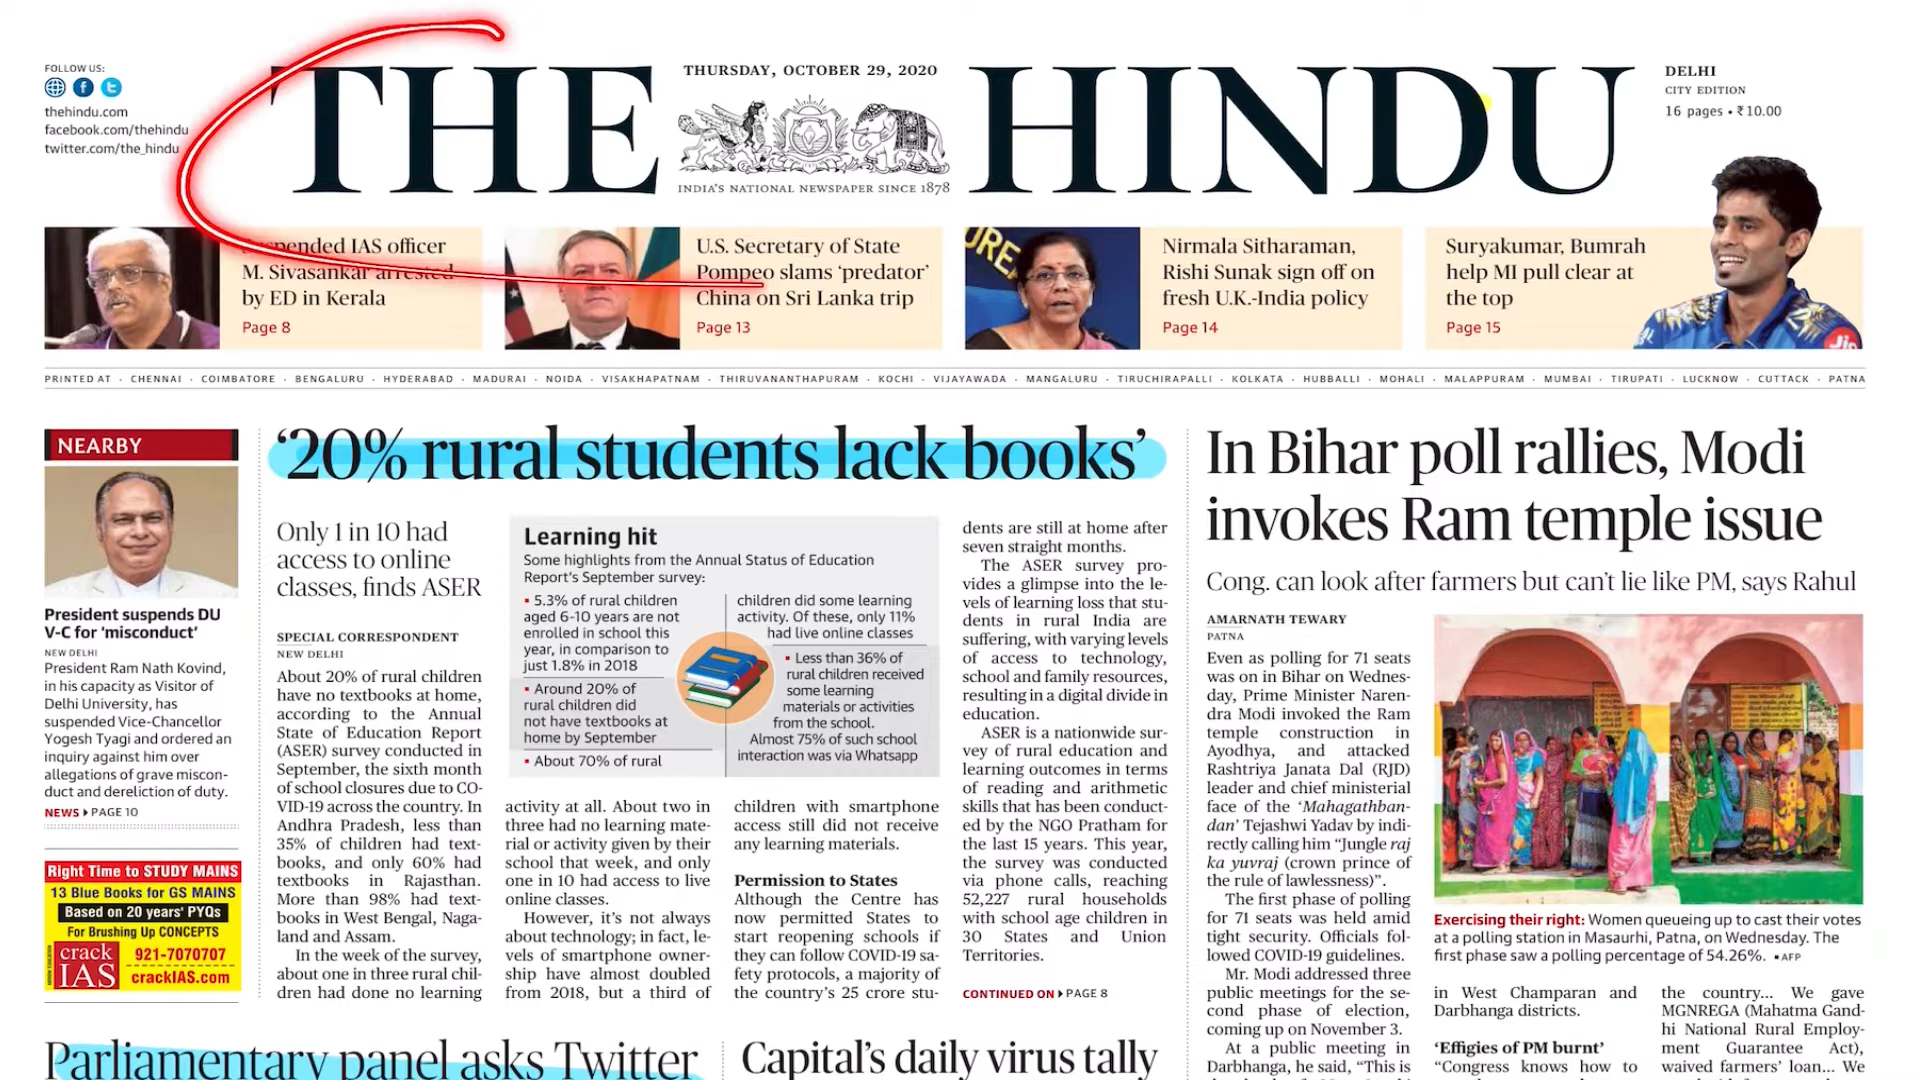 FOLLOW US:
thehindu.com
facebook.com/thehindu
twitter.com/the_hindu
THE HINDU
THURSDAY, OCTOBER 29, 2020
INDIA'S NATIONAL NEWSPAPER SINCE 1878
DELHI
CITY EDITION
16 pages • ₹10.00
Suspended IAS officer
M. Sivasankar arrested
by ED in Kerala
Page 8
U.S. Secretary of State
Pompeo slams ‘predator’
China on Sri Lanka trip
Page 13
Nirmala Sitharaman,
Rishi Sunak sign off on
fresh U.K.-India policy
Page 14
Suryakumar, Bumrah
help MI pull clear at
the top
Page 15
PRINTED AT · CHENNAI · COIMBATORE · BENGALURU · HYDERABAD · MADURAI · NOIDA · VISAKHAPATNAM · THIRUVANANTHAPURAM · KOCHI · VIJAYAWADA · MANGALURU · TIRUCHIRAPALLI · KOLKATA · HUBBALLI · MOHALI · MALAPPURAM · MUMBAI · TIRUPATI · LUCKNOW · CUTTACK · PATNA
NEARBY
President suspends DU
V-C for ‘misconduct’
NEW DELHI
President Ram Nath Kovind,
in his capacity as Visitor of
Delhi University, has
suspended Vice-Chancellor
Yogesh Tyagi and ordered an
inquiry against him over
allegations of grave miscon-
duct and dereliction of duty.
NEWS PAGE 10
Right Time to STUDY MAINS
13 Blue Books for GS MAINS
Based on 20 years' PYQs
For Brushing Up CONCEPTS
crack
IAS
921-7070707
crackIAS.com
‘20% rural students lack books’
Only 1 in 10 had
access to online
classes, finds ASER
SPECIAL CORRESPONDENT
NEW DELHI
About 20% of rural children
have no textbooks at home,
according to the Annual
State of Education Report
(ASER) survey conducted in
September, the sixth month
of school closures due to CO-
VID-19 across the country. In
Andhra Pradesh, less than
35% of children had text-
books, and only 60% had
textbooks in Rajasthan.
More than 98% had text-
books in West Bengal, Naga-
land and Assam.
In the week of the survey,
about one in three rural chil-
dren had done no learning
Learning hit
Some highlights from the Annual Status of Education
Report's September survey:
▪ 5.3% of rural children
aged 6-10 years are not
enrolled in school this
year, in comparison to
just 1.8% in 2018
▪ Around 20% of
rural children did
not have textbooks at
home by September
▪ About 70% of rural
children did some learning
activity. Of these, only 11%
had live online classes
▪ Less than 36% of
rural children received
some learning
materials or activities
from the school.
Almost 75% of such school
interaction was via Whatsapp
activity at all. About two in
three had no learning mate-
rial or activity given by their
school that week, and only
one in 10 had access to live
online classes.
However, it's not always
about technology; in fact, le-
vels of smartphone owner-
ship have almost doubled
from 2018, but a third of
children with smartphone
access still did not receive
any learning materials.
Permission to States
Although the Centre has
now permitted States to
start reopening schools if
they can follow COVID-19 sa-
fety protocols, a majority of
the country's 25 crore stu-
dents are still at home after
seven straight months.
The ASER survey pro-
vides a glimpse into the le-
vels of learning loss that stu-
dents in rural India are
suffering, with varying levels
of access to technology,
school and family resources,
resulting in a digital divide in
education.
ASER is a nationwide sur-
vey of rural education and
learning outcomes in terms
of reading and arithmetic
skills that has been conduct-
ed by the NGO Pratham for
the last 15 years. This year,
the survey was conducted
via phone calls, reaching
52,227 rural households
with school age children in
30 States and Union
Territories.
CONTINUED ON PAGE 8
In Bihar poll rallies, Modi
invokes Ram temple issue
Cong. can look after farmers but can't lie like PM, says Rahul
AMARNATH TEWARY
PATNA
Even as polling for 71 seats
was on in Bihar on Wednes-
day, Prime Minister Naren-
dra Modi invoked the Ram
temple construction in
Ayodhya, and attacked
Rashtriya Janata Dal (RJD)
leader and chief ministerial
face of the ‘Mahagathban-
dan’ Tejashwi Yadav by indi-
rectly calling him “Jungle raj
ka yuvraj (crown prince of
the rule of lawlessness)”.
The first phase of polling
for 71 seats was held amid
tight security. Officials fol-
lowed COVID-19 guidelines.
Mr. Modi addressed three
public meetings for the se-
cond phase of election,
coming up on November 3.
At a public meeting in
Darbhanga, he said, “This is
Exercising their right: Women queueing up to cast their votes
at a polling station in Masaurhi, Patna, on Wednesday. The
first phase saw a polling percentage of 54.26%. ▪ AFP
in West Champaran and
Darbhanga districts.
‘Effigies of PM burnt’
“Congress knows how to
the country... We gave
MGNREGA (Mahatma Gand-
hi National Rural Employ-
ment Guarantee Act),
waived farmers' loan... We
Parliamentary panel asks Twitter
Capital's daily virus tally